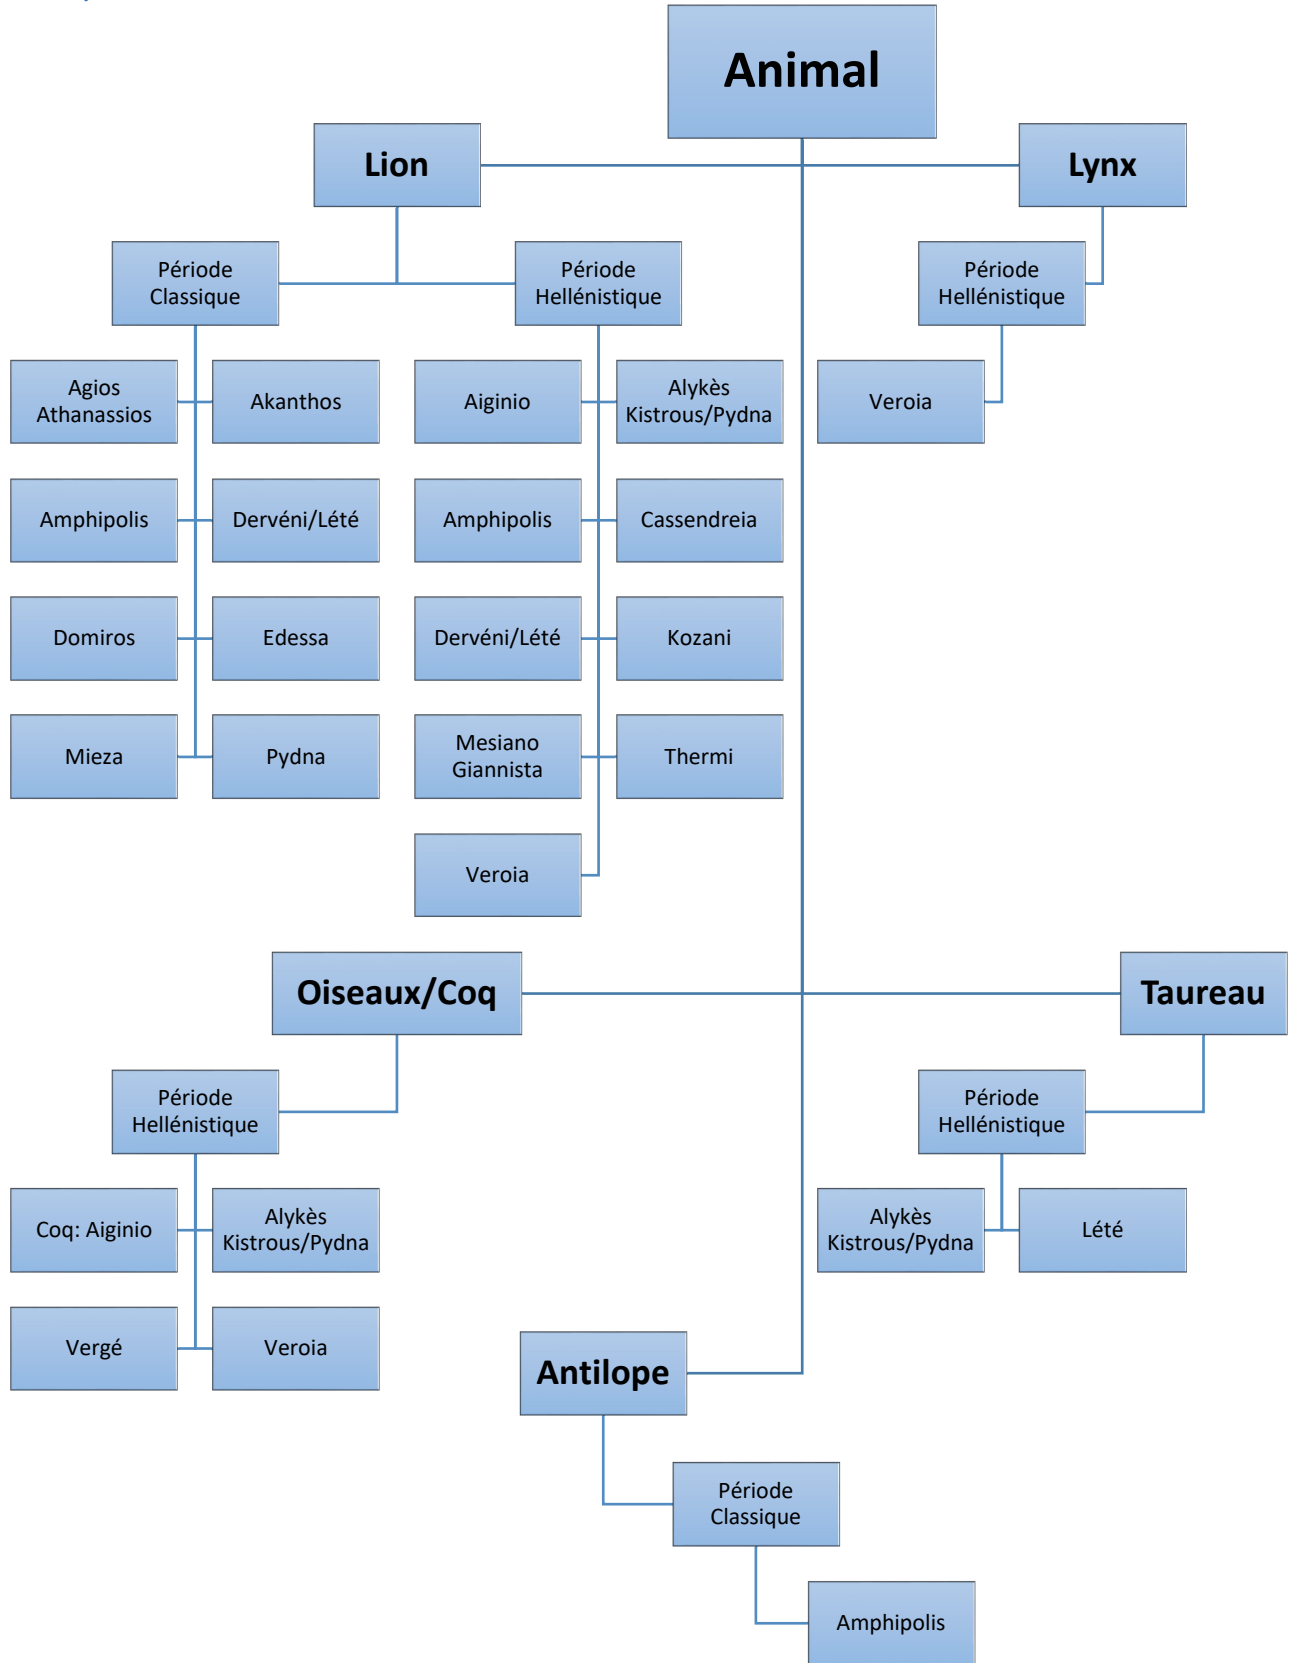 Animal
Lion
Lynx
Période
Classique
Période
Hellénistique
Période
Hellénistique
Agios
Athanassios
Akanthos
Aiginio
Alykès
Kistrous/Pydna
Veroia
Amphipolis
Dervéni/Lété
Amphipolis
Cassendreia
Domiros
Edessa
Dervéni/Lété
Kozani
Mieza
Pydna
Mesiano
Giannista
Thermi
Veroia
Oiseaux/Coq
Taureau
Période
Hellénistique
Période
Hellénistique
Coq: Aiginio
Alykès
Kistrous/Pydna
Alykès
Kistrous/Pydna
Lété
Vergé
Veroia
Antilope
Période
Classique
Amphipolis